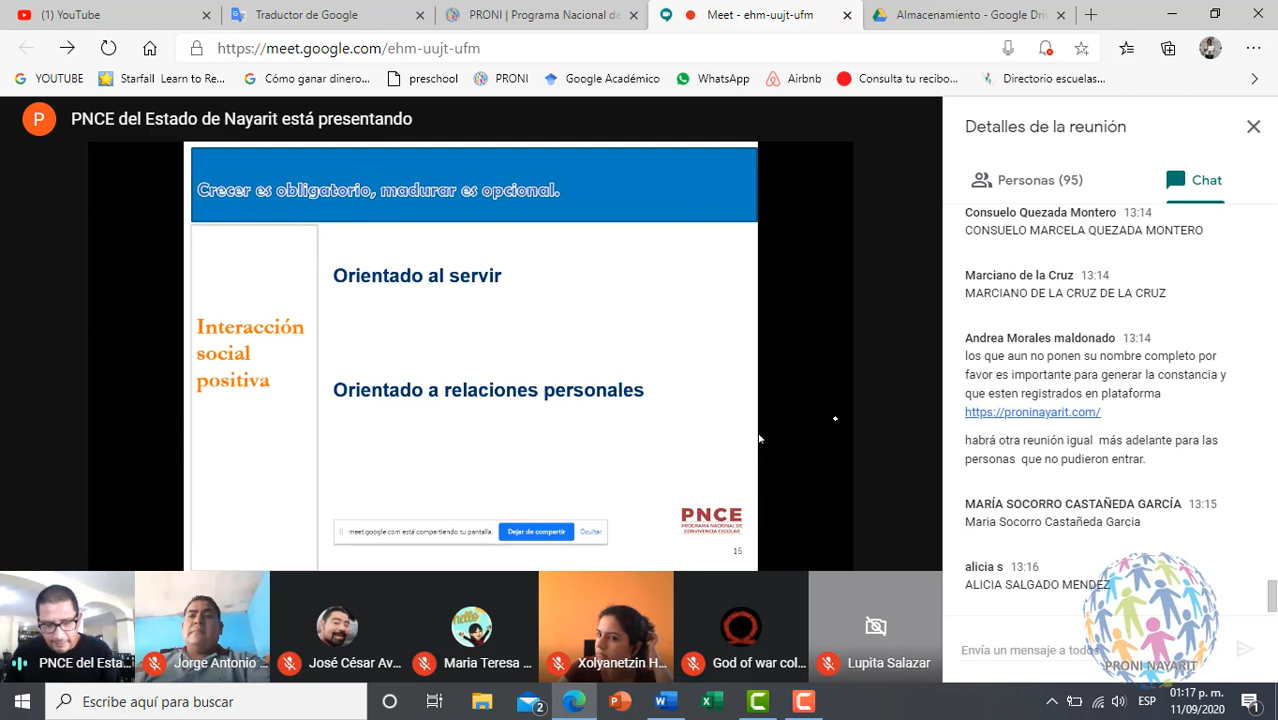 (1) YouTube
Traductor de Google
PRONI | Programa Nacional de
Meet - ehm-uujt-ufm
Almacenamiento - Google Dri
https://meet.google.com/ehm-uujt-ufm
YOUTUBE
Starfall Learn to Re...
Cómo ganar dinero...
preschool
PRONI
Google Académico
WhatsApp
Airbnb
Consulta tu recibo...
Directorio escuelas...
P
PNCE del Estado de Nayarit está presentando
Crecer es obligatorio, madurar es opcional.
Interacción
social
positiva
Orientado al servir
Orientado a relaciones personales
meet.google.com está compartiendo tu pantalla.
Dejar de compartir
Ocultar
PNCE
PROGRAMA NACIONAL DE
CONVIVENCIA ESCOLAR
15
Detalles de la reunión
Personas (95)
Chat
Consuelo Quezada Montero 13:14
CONSUELO MARCELA QUEZADA MONTERO
Marciano de la Cruz 13:14
MARCIANO DE LA CRUZ DE LA CRUZ
Andrea Morales maldonado 13:14
los que aun no ponen su nombre completo por
favor es importante para generar la constancia y
que esten registrados en plataforma
https://proninayarit.com/
habrá otra reunión igual más adelante para las
personas que no pudieron entrar.
MARÍA SOCORRO CASTAÑEDA GARCÍA 13:15
Maria Socorro Castañeda Garcia
alicia s 13:16
ALICIA SALGADO MENDEZ
Envía un mensaje a todos
PRONI NAYARIT
PNCE del Esta...
Jorge Antonio ...
José César Av...
hello
Maria Teresa ...
Xolyanetzin H...
God of war col...
Lupita Salazar
Escribe aquí para buscar
2
ESP
01:17 p. m.
11/09/2020
1